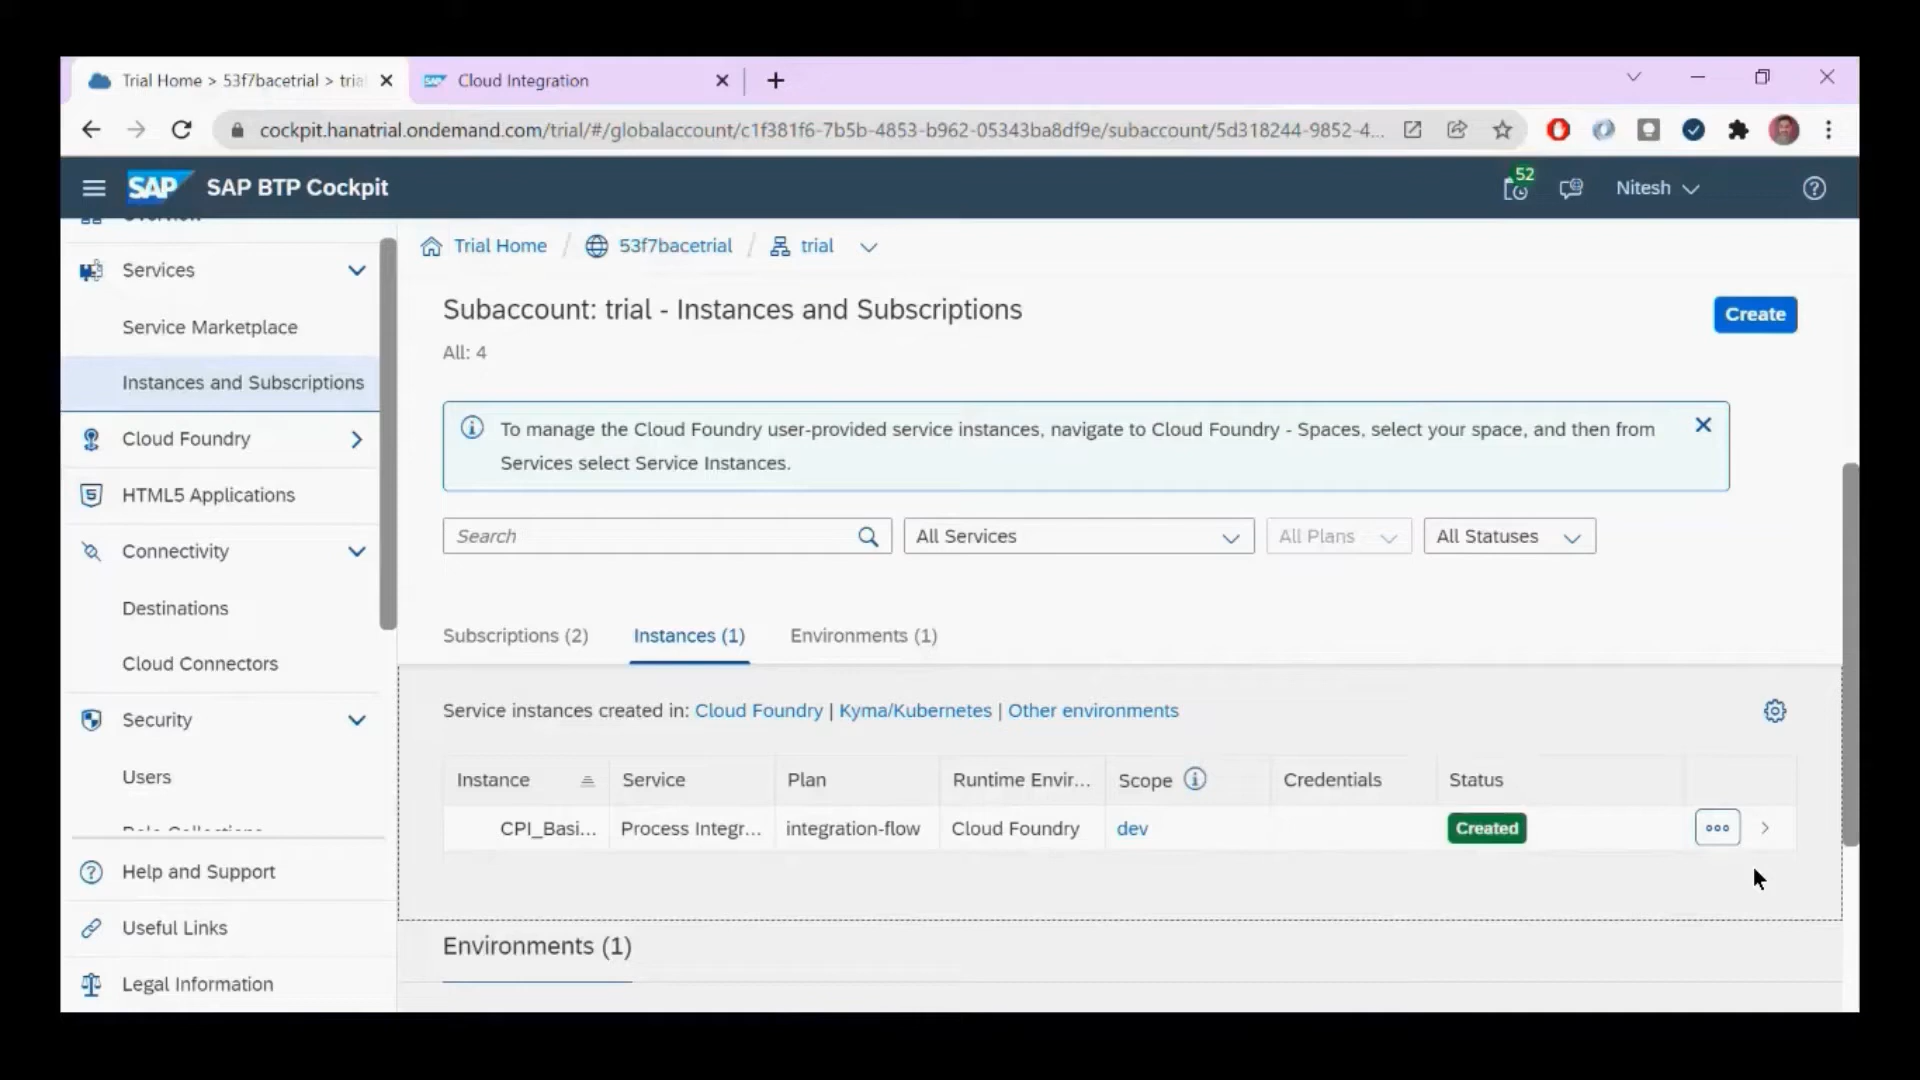 Trial Home > 53f7bacetrial > tria
Cloud Integration
cockpit.hanatrial.ondemand.com/trial/#/globalaccount/c1f381f6-7b5b-4853-b962-05343ba8df9e/subaccount/5d318244-9852-4...
SAP
SAP BTP Cockpit
52
Nitesh
Overview
Services
Service Marketplace
Instances and Subscriptions
Cloud Foundry
HTML5 Applications
Connectivity
Destinations
Cloud Connectors
Security
Users
Role Collections
Help and Support
Useful Links
Legal Information
Trial Home / 53f7bacetrial / trial
Subaccount: trial - Instances and Subscriptions
Create
All: 4
To manage the Cloud Foundry user-provided service instances, navigate to Cloud Foundry - Spaces, select your space, and then from
Services select Service Instances.
Search
All Services
All Plans
All Statuses
Subscriptions (2)
Instances (1)
Environments (1)
Service instances created in: Cloud Foundry | Kyma/Kubernetes | Other environments
Instance Service Plan Runtime Envir... Scope Credentials Status
CPI_Basi... Process Integr... integration-flow Cloud Foundry dev Created
Environments (1)